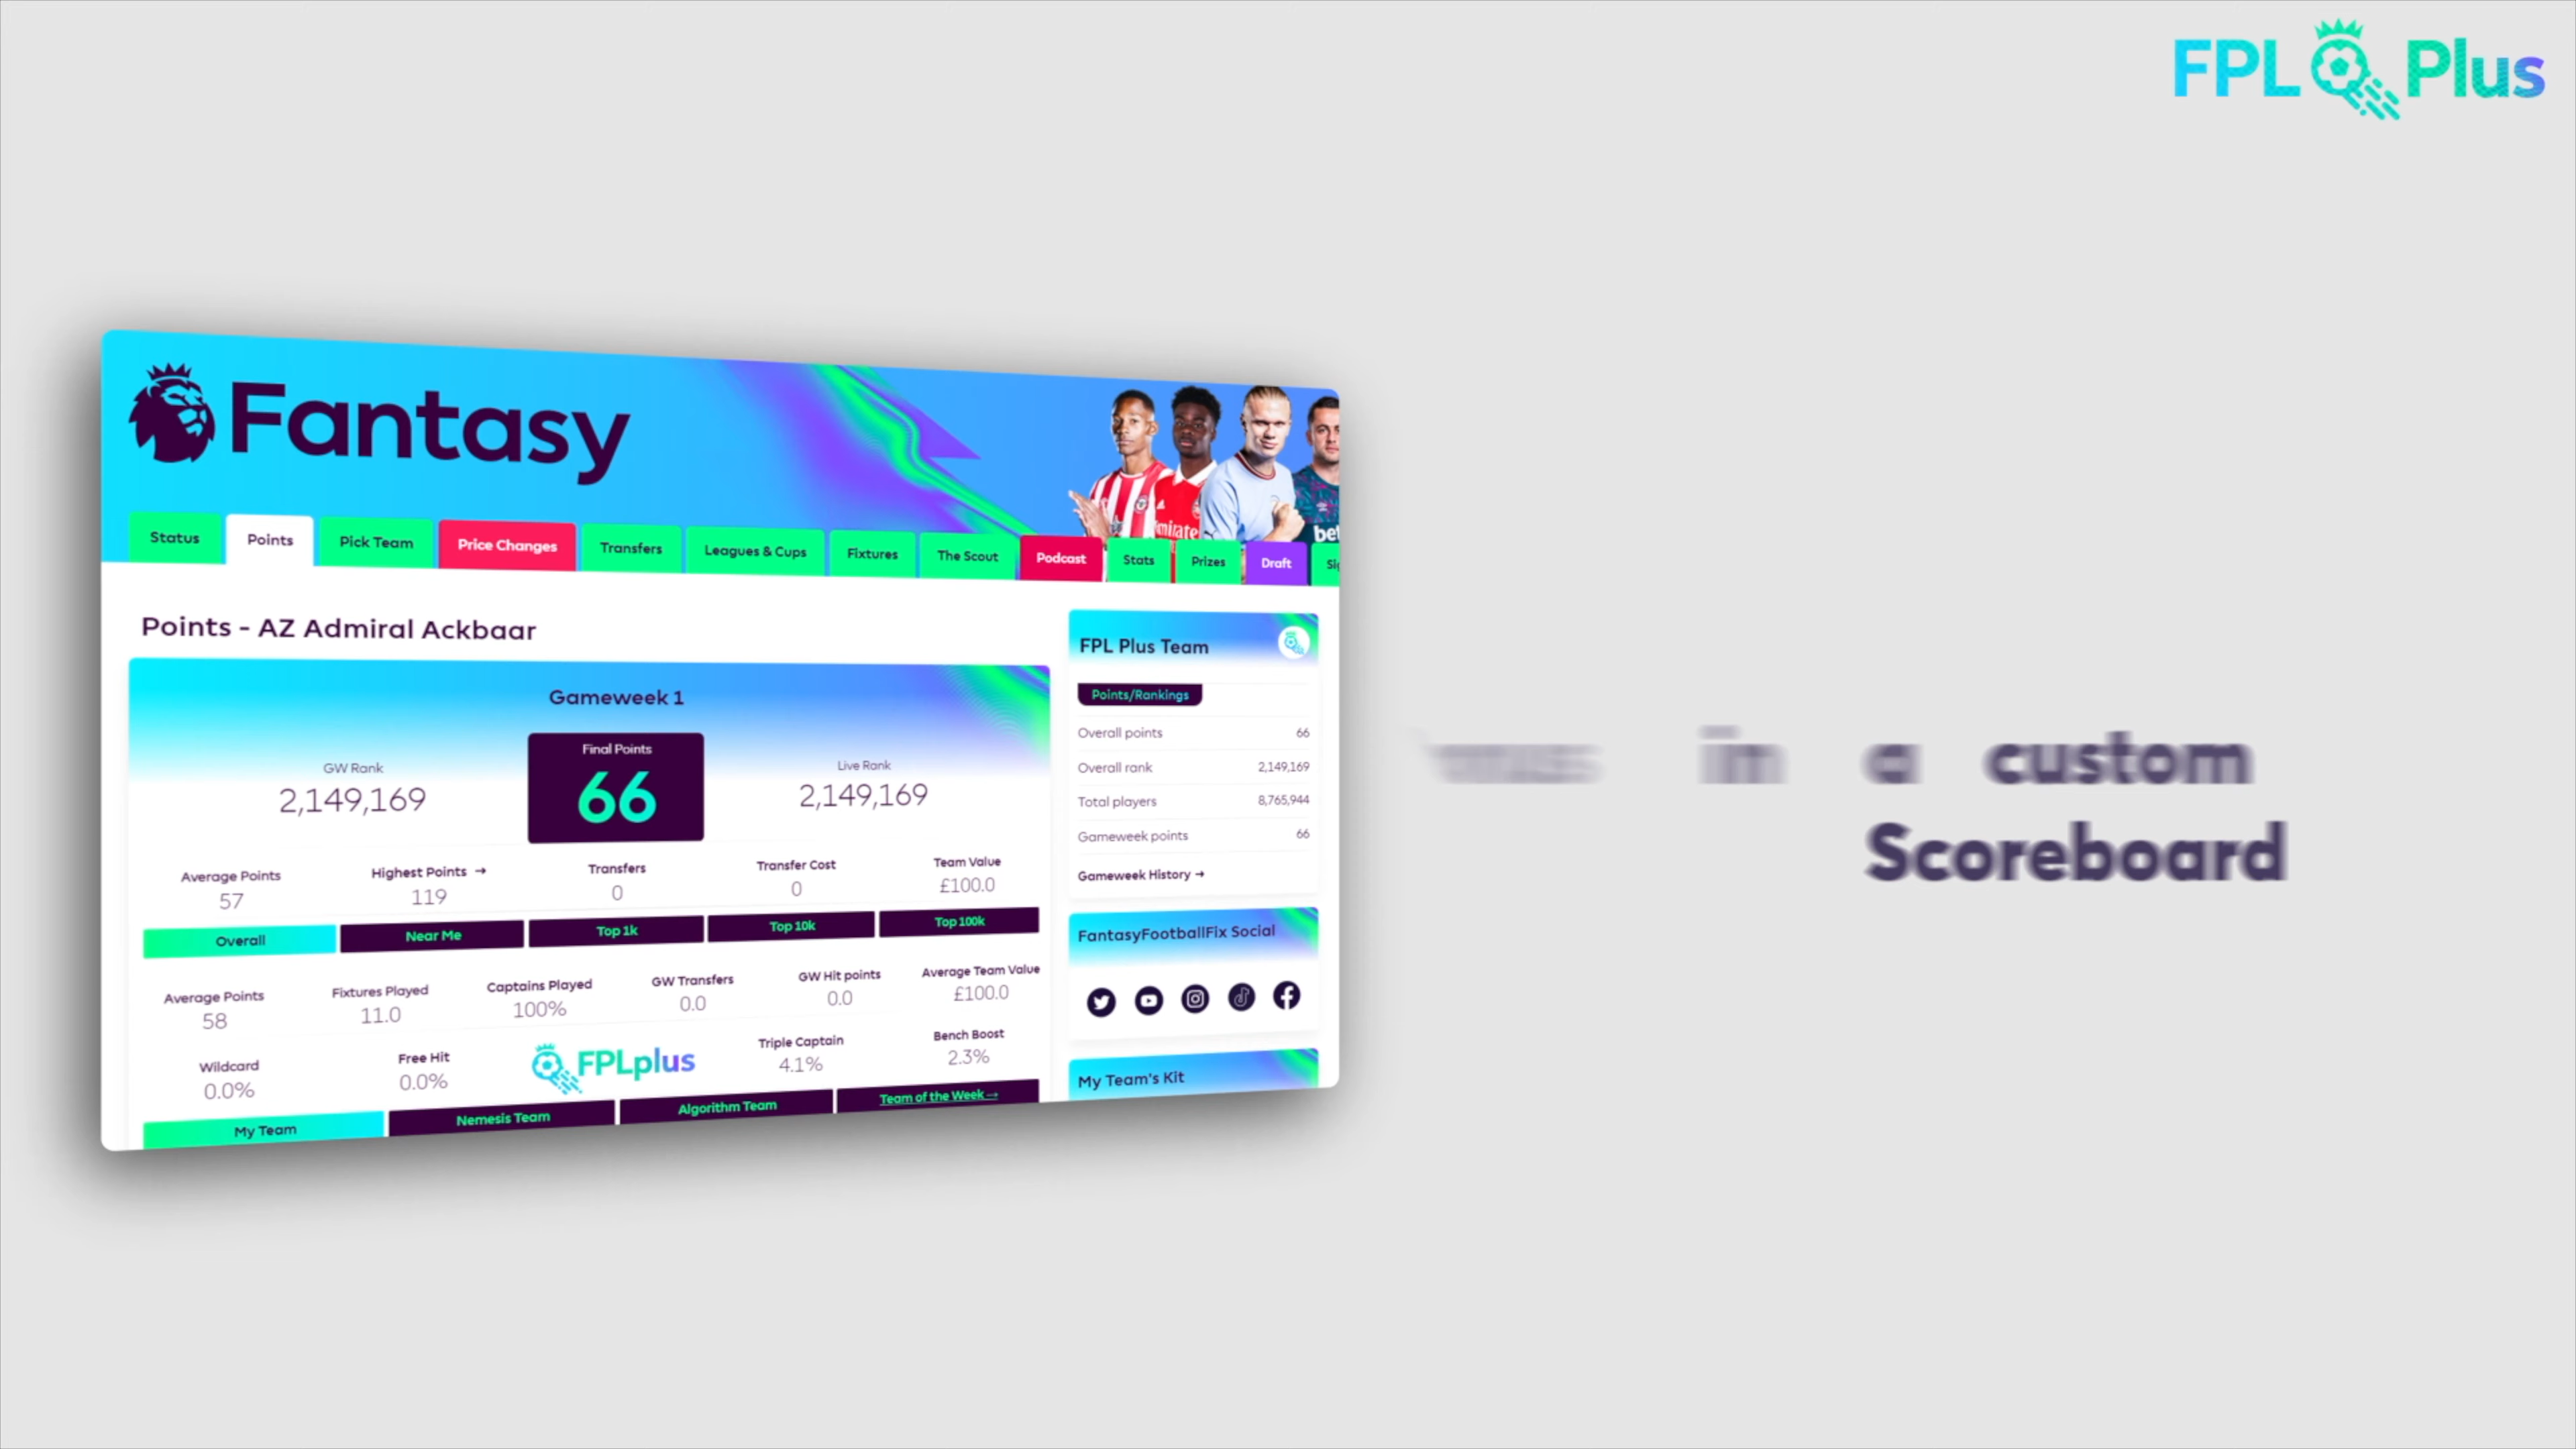 FPL Plus
Fantasy
Status Points Pick Team Price Changes Transfers Leagues & Cups Fixtures The Scout Podcast Stats Prizes Draft
Points - AZ Admiral Ackbaar
Gameweek 1
GW Rank
2,149,169
Final Points
66
Live Rank
2,149,169
Average Points Highest Points → Transfers Transfer Cost Team Value
57 119 0 0 £100.0
Overall Near Me Top 1k Top 10k Top 100k
Average Points Fixtures Played Captains Played GW Transfers GW Hit points Average Team Value
58 11.0 100% 0.0 0.0 £100.0
Wildcard Free Hit Triple Captain Bench Boost
0.0% 0.0% FPLplus 4.1% 2.3%
My Team Nemesis Team Algorithm Team Team of the Week →
FPL Plus Team
Points/Rankings
Overall points 66
Overall rank 2,149,169
Total players 8,765,944
Gameweek points 66
Gameweek History →
FantasyFootballFix Social
My Team's Kit
in a custom
Scoreboard